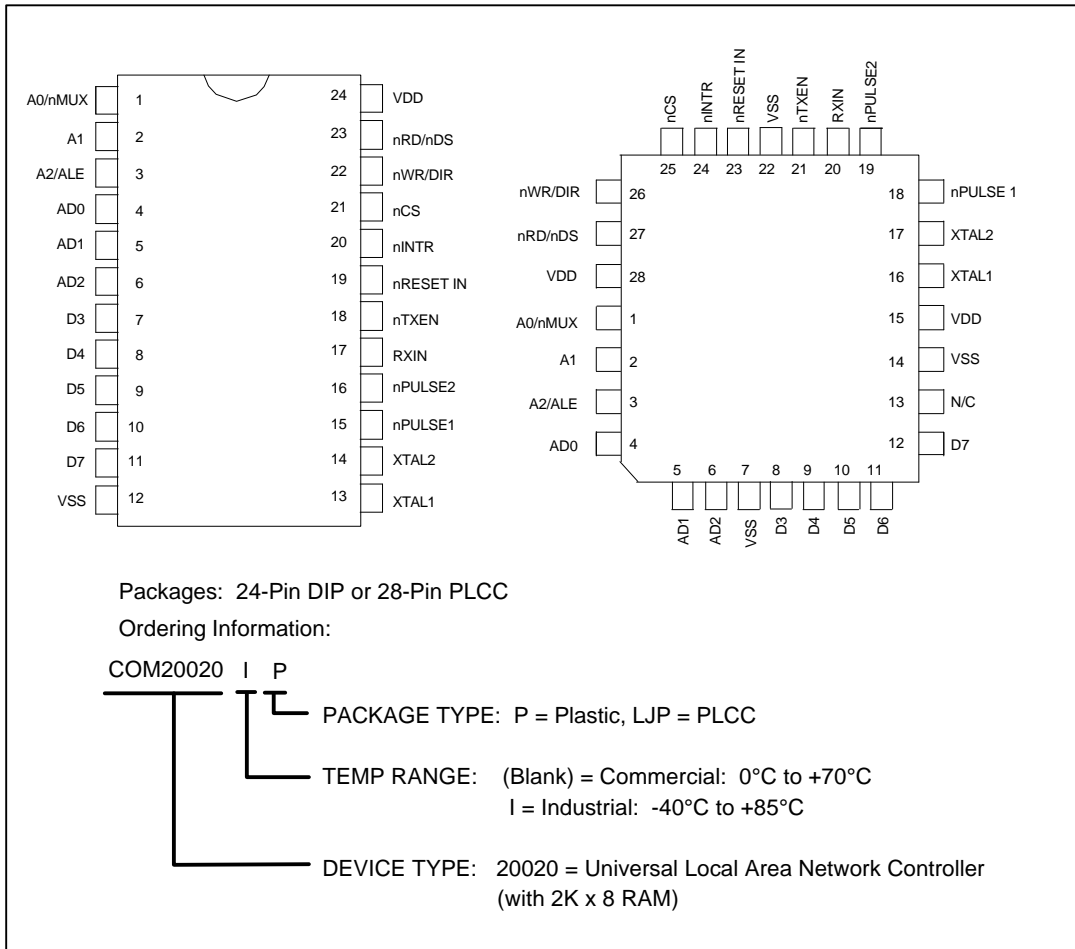 A0/nMUX 1 24 VDD
A1 2 23 nRD/nDS
A2/ALE 3 22 nWR/DIR
AD0 4 21 nCS
AD1 5 20 nINTR
AD2 6 19 nRESET IN
D3 7 18 nTXEN
D4 8 17 RXIN
D5 9 16 nPULSE2
D6 10 15 nPULSE1
D7 11 14 XTAL2
VSS 12 13 XTAL1
nCS nINTR nRESET IN VSS nTXEN RXIN nPULSE2
25 24 23 22 21 20 19
nWR/DIR 26 18 nPULSE 1
nRD/nDS 27 17 XTAL2
VDD 28 16 XTAL1
A0/nMUX 1 15 VDD
A1 2 14 VSS
A2/ALE 3 13 N/C
AD0 4 12 D7
5 6 7 8 9 10 11
AD1 AD2 VSS D3 D4 D5 D6
Packages: 24-Pin DIP or 28-Pin PLCC
Ordering Information:
COM20020 I P
PACKAGE TYPE: P = Plastic, LJP = PLCC
TEMP RANGE: (Blank) = Commercial: 0°C to +70°C
I = Industrial: -40°C to +85°C
DEVICE TYPE: 20020 = Universal Local Area Network Controller
(with 2K x 8 RAM)